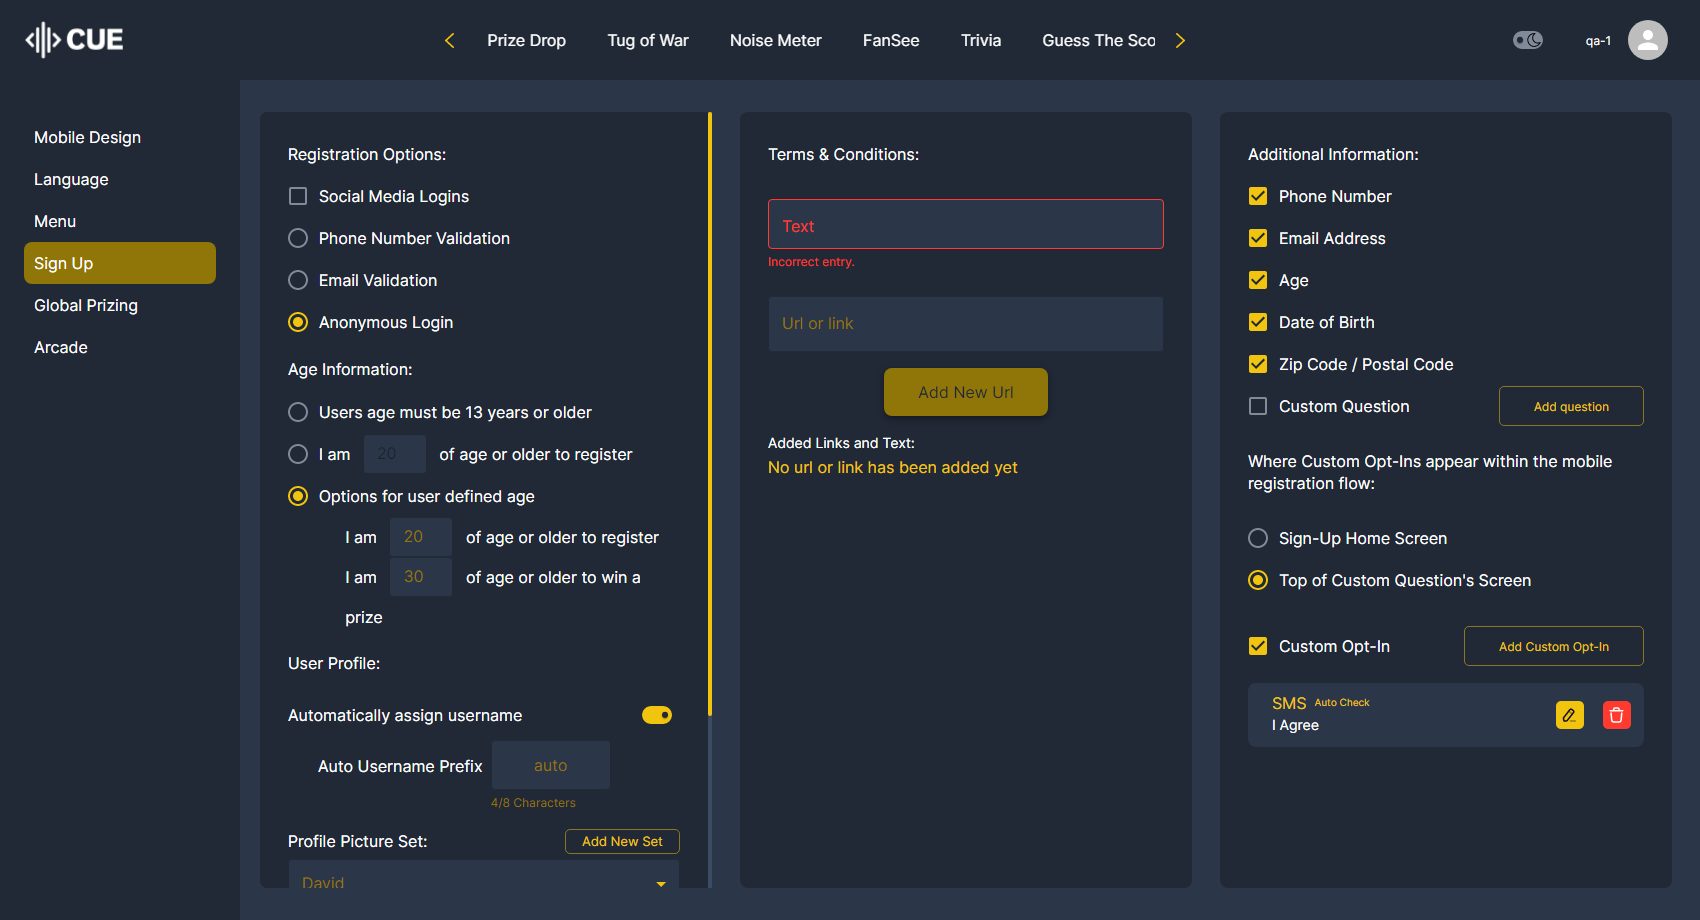 CUE
Prize Drop
Tug of War
Noise Meter
FanSee
Trivia
Guess The Sco
qa-1
Mobile Design
Language
Menu
Sign Up
Global Prizing
Arcade
Registration Options:
Social Media Logins
Phone Number Validation
Email Validation
Anonymous Login
Age Information:
Users age must be 13 years or older
I am 20 of age or older to register
Options for user defined age
I am 20 of age or older to register
I am 30 of age or older to win a
prize
User Profile:
Automatically assign username
Auto Username Prefix auto
4/8 Characters
Profile Picture Set:
Add New Set
David
Terms & Conditions:
Text
Incorrect entry.
Url or link
Add New Url
Added Links and Text:
No url or link has been added yet
Additional Information:
Phone Number
Email Address
Age
Date of Birth
Zip Code / Postal Code
Custom Question
Add question
Where Custom Opt-Ins appear within the mobile
registration flow:
Sign-Up Home Screen
Top of Custom Question's Screen
Custom Opt-In
Add Custom Opt-In
SMS Auto Check
I Agree